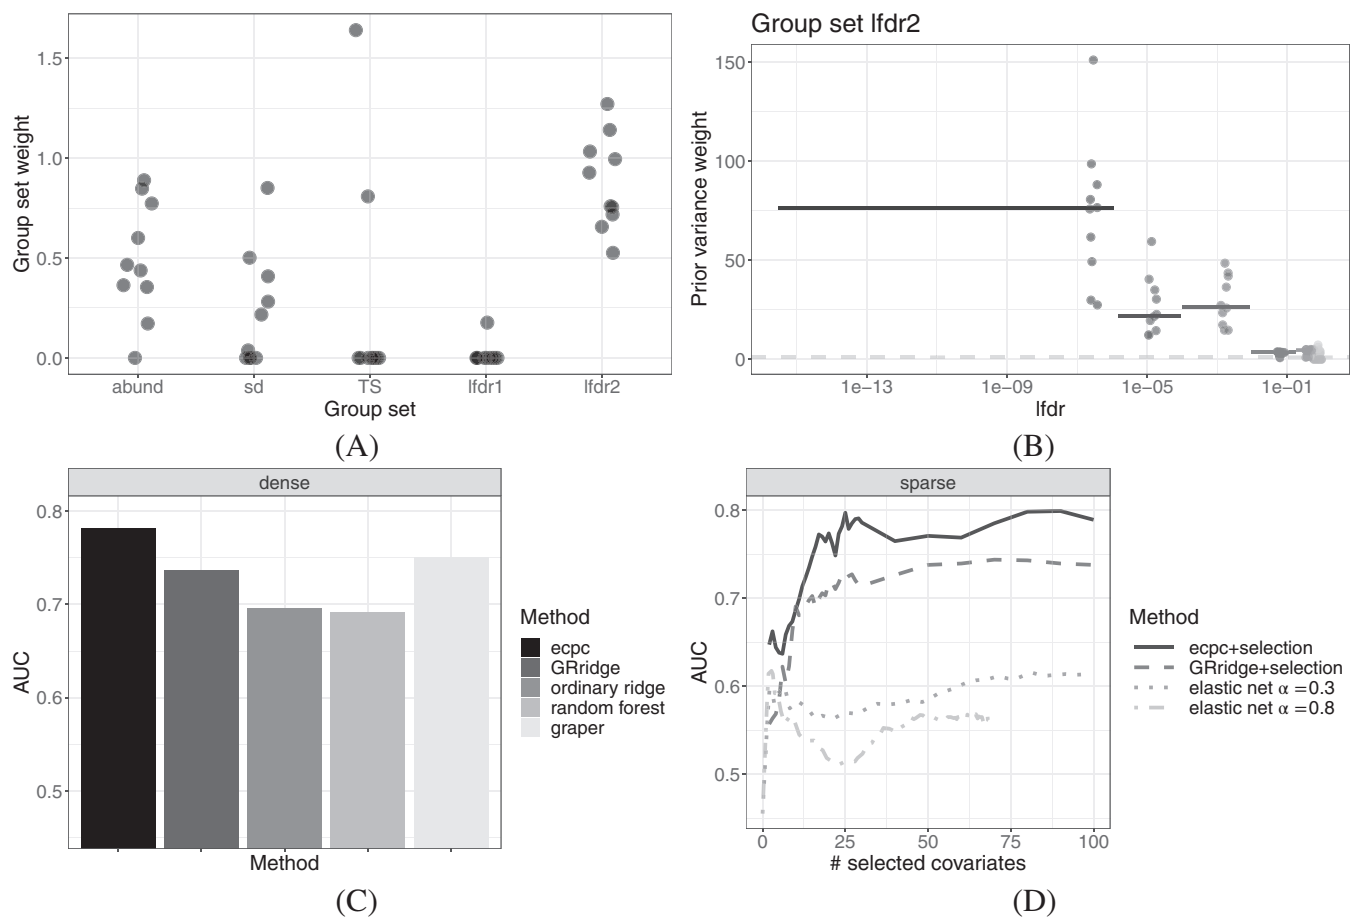 Group set weight
1.5
1.0
0.5
0.0
abund sd TS lfdr1 lfdr2
Group set
(A)
Group set lfdr2
Prior variance weight
150
100
50
0
1e-13 1e-09 1e-05 1e-01
lfdr
(B)
dense
AUC
0.8
0.7
0.6
0.5
Method
Method
ecpc
GRridge
ordinary ridge
random forest
graper
(C)
sparse
AUC
0.8
0.7
0.6
0.5
0 25 50 75 100
# selected covariates
Method
ecpc+selection
GRridge+selection
elastic net α =0.3
elastic net α =0.8
(D)